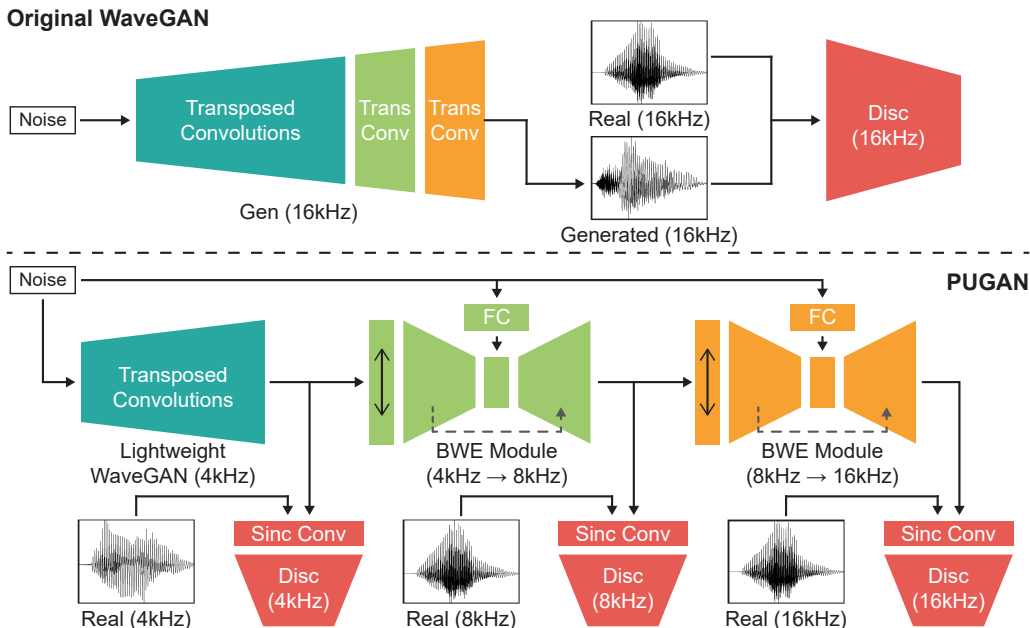 Original WaveGAN
Noise
Transposed
Convolutions
Trans
Conv
Trans
Conv
Gen (16kHz)
Real (16kHz)
Generated (16kHz)
Disc
(16kHz)
PUGAN
Noise
FC
FC
Transposed
Convolutions
Lightweight
WaveGAN (4kHz)
BWE Module
(4kHz → 8kHz)
BWE Module
(8kHz → 16kHz)
Sinc Conv
Disc
(4kHz)
Real (4kHz)
Sinc Conv
Disc
(8kHz)
Real (8kHz)
Sinc Conv
Disc
(16kHz)
Real (16kHz)